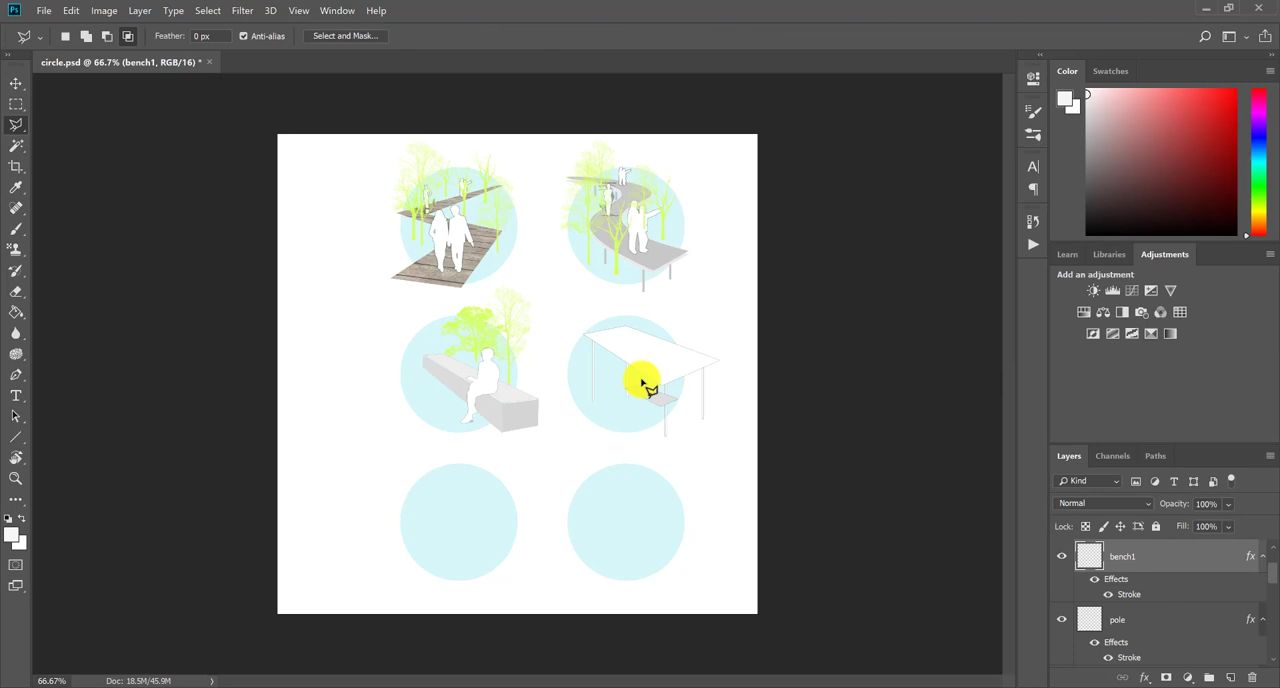 Ps File Edit Image Layer Type Select Filter 3D View Window Help
Feather: 0 px Anti-alias Select and Mask...
circle.psd @ 66.7% (bench1, RGB/16) * ×
Color Swatches
Learn Libraries Adjustments
Add an adjustment
Layers Channels Paths
Kind
Normal Opacity: 100%
Lock: Fill: 100%
bench1 fx
Effects
Stroke
pole fx
Effects
Stroke
66.67% Doc: 18.5M/45.9M